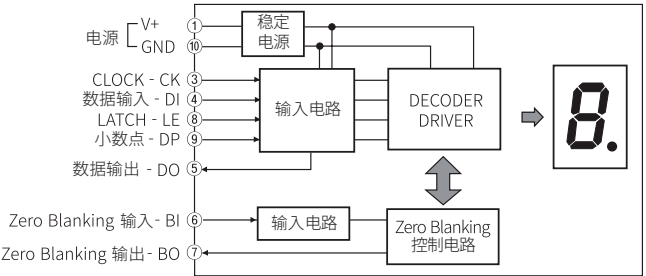 电源
V+ ①
GND ⑩
稳定
电源
CLOCK - CK ③
数据输入 - DI ④
LATCH - LE ⑧
小数点 - DP ⑨
数据输出 - DO ⑤
输入电路
DECODER
DRIVER
8.
Zero Blanking 输入- BI ⑥
Zero Blanking 输出- BO ⑦
输入电路
Zero Blanking
控制电路